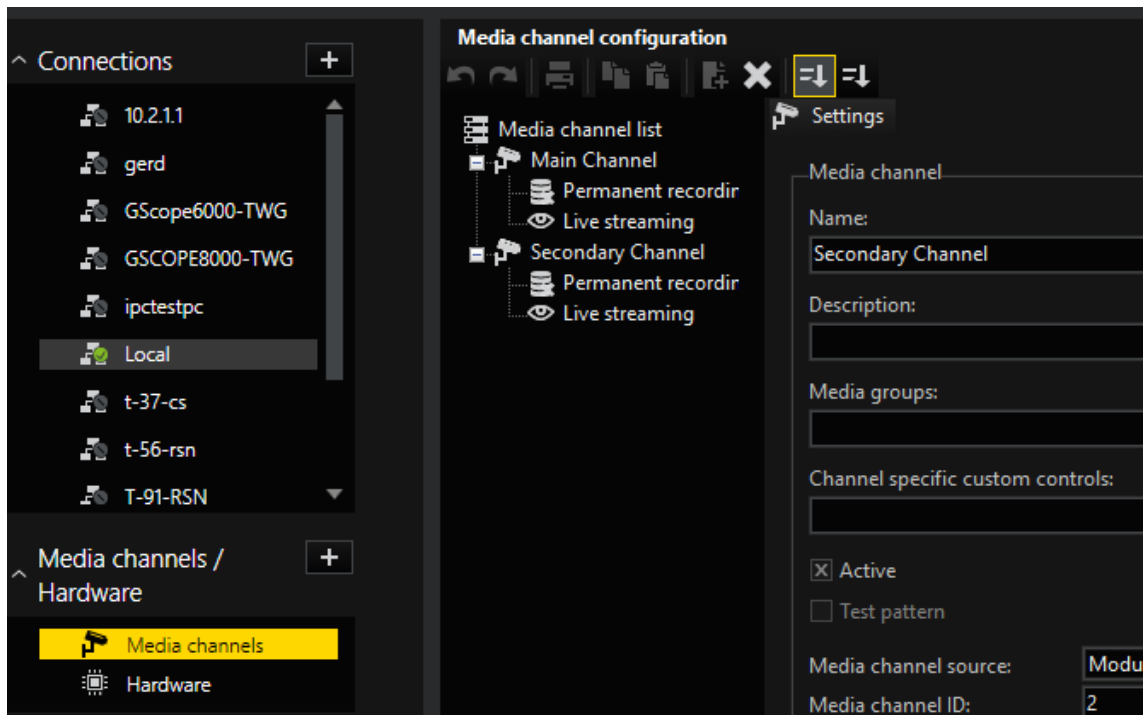 Connections
10.2.1.1
gerd
GScope6000-TWG
GSCOPE8000-TWG
ipctestpc
Local
t-37-cs
t-56-rsn
T-91-RSN
Media channels /
Hardware
Media channels
Hardware
Media channel configuration
Media channel list
Main Channel
Permanent recordir
Live streaming
Secondary Channel
Permanent recordir
Live streaming
Settings
Media channel
Name:
Secondary Channel
Description:
Media groups:
Channel specific custom controls:
Active
Test pattern
Media channel source: Modu
Media channel ID: 2